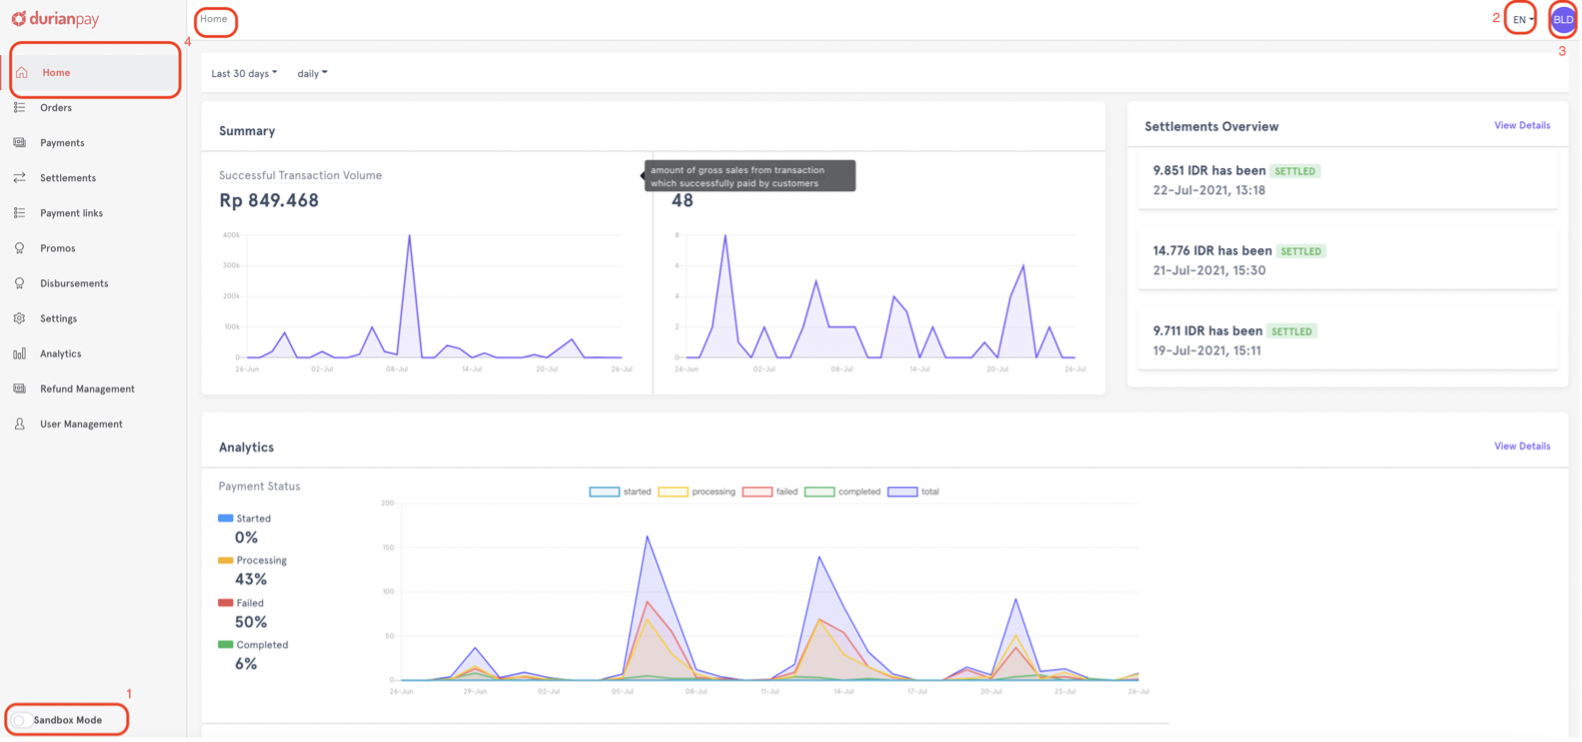 durianpay
Home
2
EN
BLD
3
4
Home
Orders
Payments
Settlements
Payment links
Promos
Disbursements
Settings
Analytics
Refund Management
User Management
1
Sandbox Mode
Last 30 days
daily
Summary
Successful Transaction Volume
Rp 849.468
400k
300k
200k
100k
0
26-Jun
02-Jul
08-Jul
14-Jul
20-Jul
26-Jul
amount of gross sales from transaction
which successfully paid by customers
48
8
6
4
2
0
26-Jun
02-Jul
08-Jul
14-Jul
20-Jul
26-Jul
Settlements Overview
View Details
9.851 IDR has been SETTLED
22-Jul-2021, 13:18
14.776 IDR has been SETTLED
21-Jul-2021, 15:30
9.711 IDR has been SETTLED
19-Jul-2021, 15:11
Analytics
View Details
Payment Status
Started
0%
Processing
43%
Failed
50%
Completed
6%
started
processing
failed
completed
total
200
150
100
50
0
26-Jun
29-Jun
02-Jul
05-Jul
08-Jul
11-Jul
14-Jul
17-Jul
20-Jul
23-Jul
26-Jul